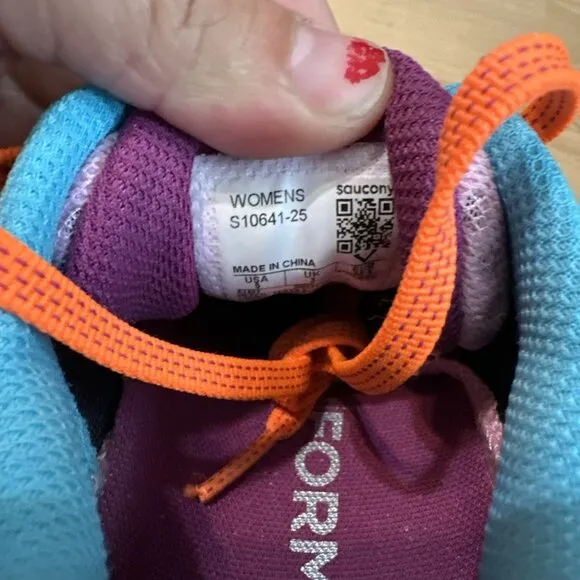 WOMENS
S10641-25
saucony
MADE IN CHINA
USA UK
FORM